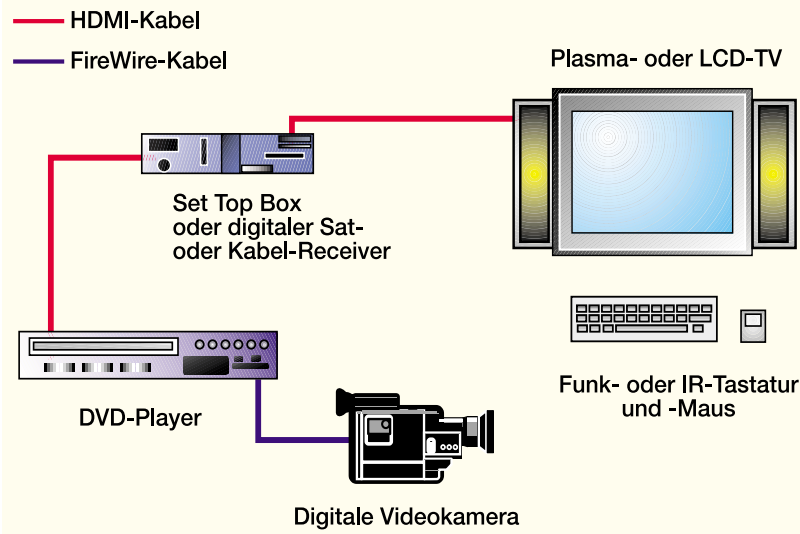 HDMI-Kabel
FireWire-Kabel
Plasma- oder LCD-TV
Set Top Box
oder digitaler Sat-
oder Kabel-Receiver
DVD-Player
Funk- oder IR-Tastatur
und -Maus
Digitale Videokamera